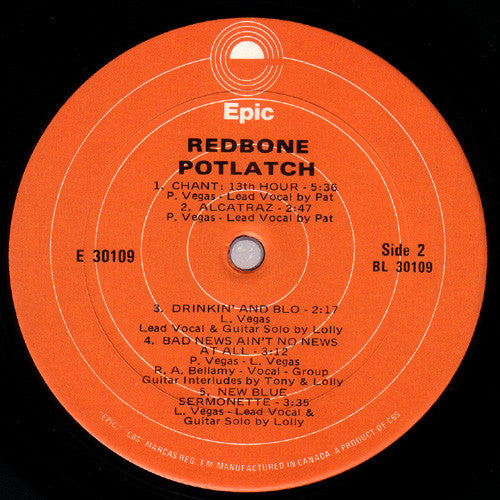 Epic
REDBONE
POTLATCH
1. CHANT: 13th HOUR - 5:36
P. Vegas - Lead Vocal by Pat
2. ALCATRAZ - 2:47
P. Vegas - Lead Vocal by Pat
E 30109
Side 2
BL 30109
3. DRINKIN' AND BLO - 2:17
L. Vegas
Lead Vocal & Guitar Solo by Lolly
4. BAD NEWS AIN'T NO NEWS
AT ALL - 3:12
P. Vegas - L. Vegas
R. A. Bellamy - Vocal - Group
Guitar Interludes by Tony & Lolly
5. NEW BLUE
SERMONETTE - 3:35
L. Vegas - Lead Vocal &
Guitar Solo by Lolly
EPIC, CBS MARCAS REG. T.M. MANUFACTURED IN CANADA. A PRODUCT OF CBS